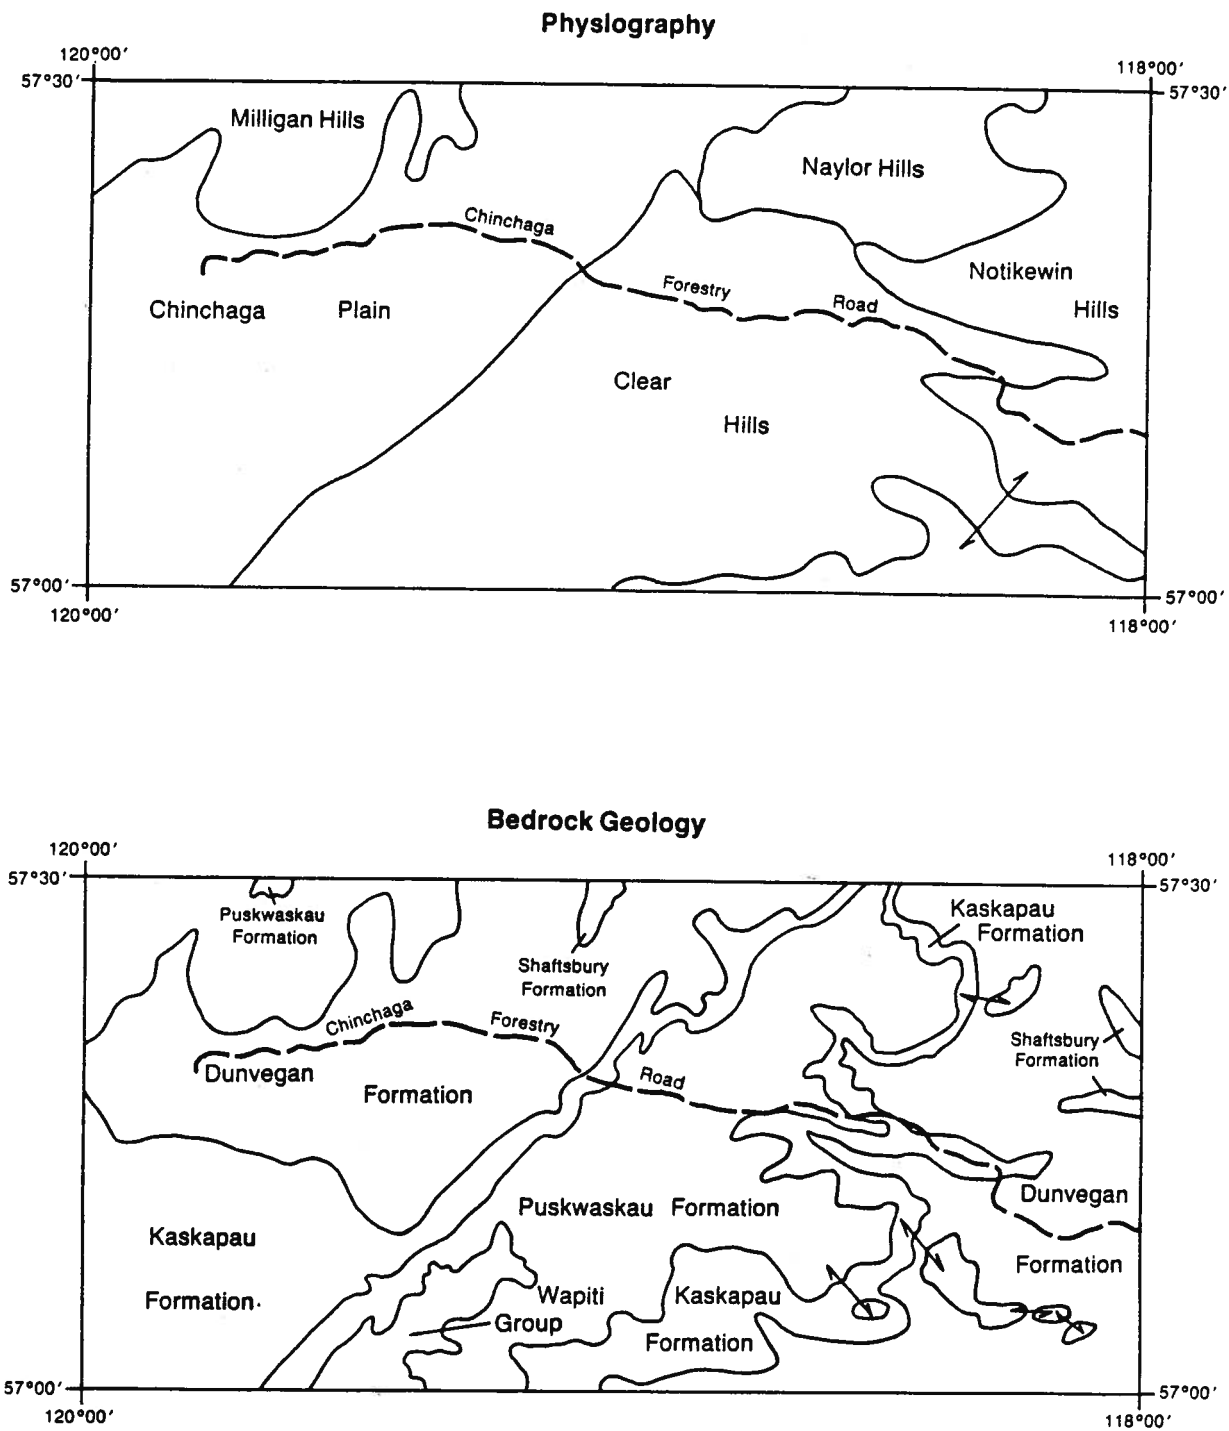 Physiography
120°00′
118°00′
57°30′
57°30′
Milligan Hills
Naylor Hills
Chinchaga
Notikewin
Hills
Forestry
Road
Chinchaga Plain
Clear
Hills
57°00′
57°00′
120°00′
118°00′
Bedrock Geology
120°00′
118°00′
57°30′
57°30′
Puskwaskau
Formation
Kaskapau
Formation
Shaftsbury
Formation
Chinchaga
Forestry
Road
Shaftsbury
Formation
Dunvegan
Formation
Dunvegan
Formation
Puskwaskau Formation
Kaskapau
Formation
Wapiti
Group
Kaskapau
Formation
57°00′
57°00′
120°00′
118°00′